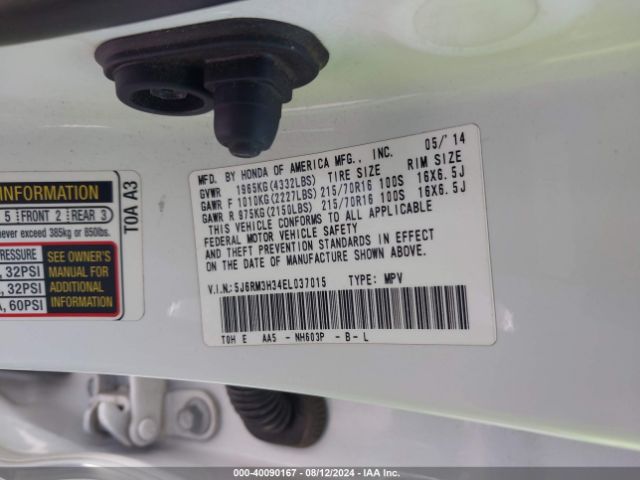 MFD. BY HONDA OF AMERICA MFG., INC. 05/'14
GVWR 1965KG(4332LBS) TIRE SIZE RIM SIZE
GAWR F 1010KG(2227LBS) 215/70R16 100S 16X6.5J
GAWR R 975KG(2150LBS) 215/70R16 100S 16X6.5J
THIS VEHICLE CONFORMS TO ALL APPLICABLE
FEDERAL MOTOR VEHICLE SAFETY
AND THEFT PREVENTION STANDARDS IN EFFECT
ON THE DATE OF MANUFACTURE SHOWN ABOVE.
V.I.N.:5J6RM3H34EL037015 TYPE: MPV
T0H E AA5 - NH603P - B - L
INFORMATION
5 FRONT 2 REAR 3
never exceed 385kg or 850lbs.
PRESSURE
, 32PSI
, 32PSI
, 60PSI
SEE OWNER'S
MANUAL FOR
ADDITIONAL
INFORMATION
T0A A3
000-40090167 - 08/12/2024 - IAA Inc.